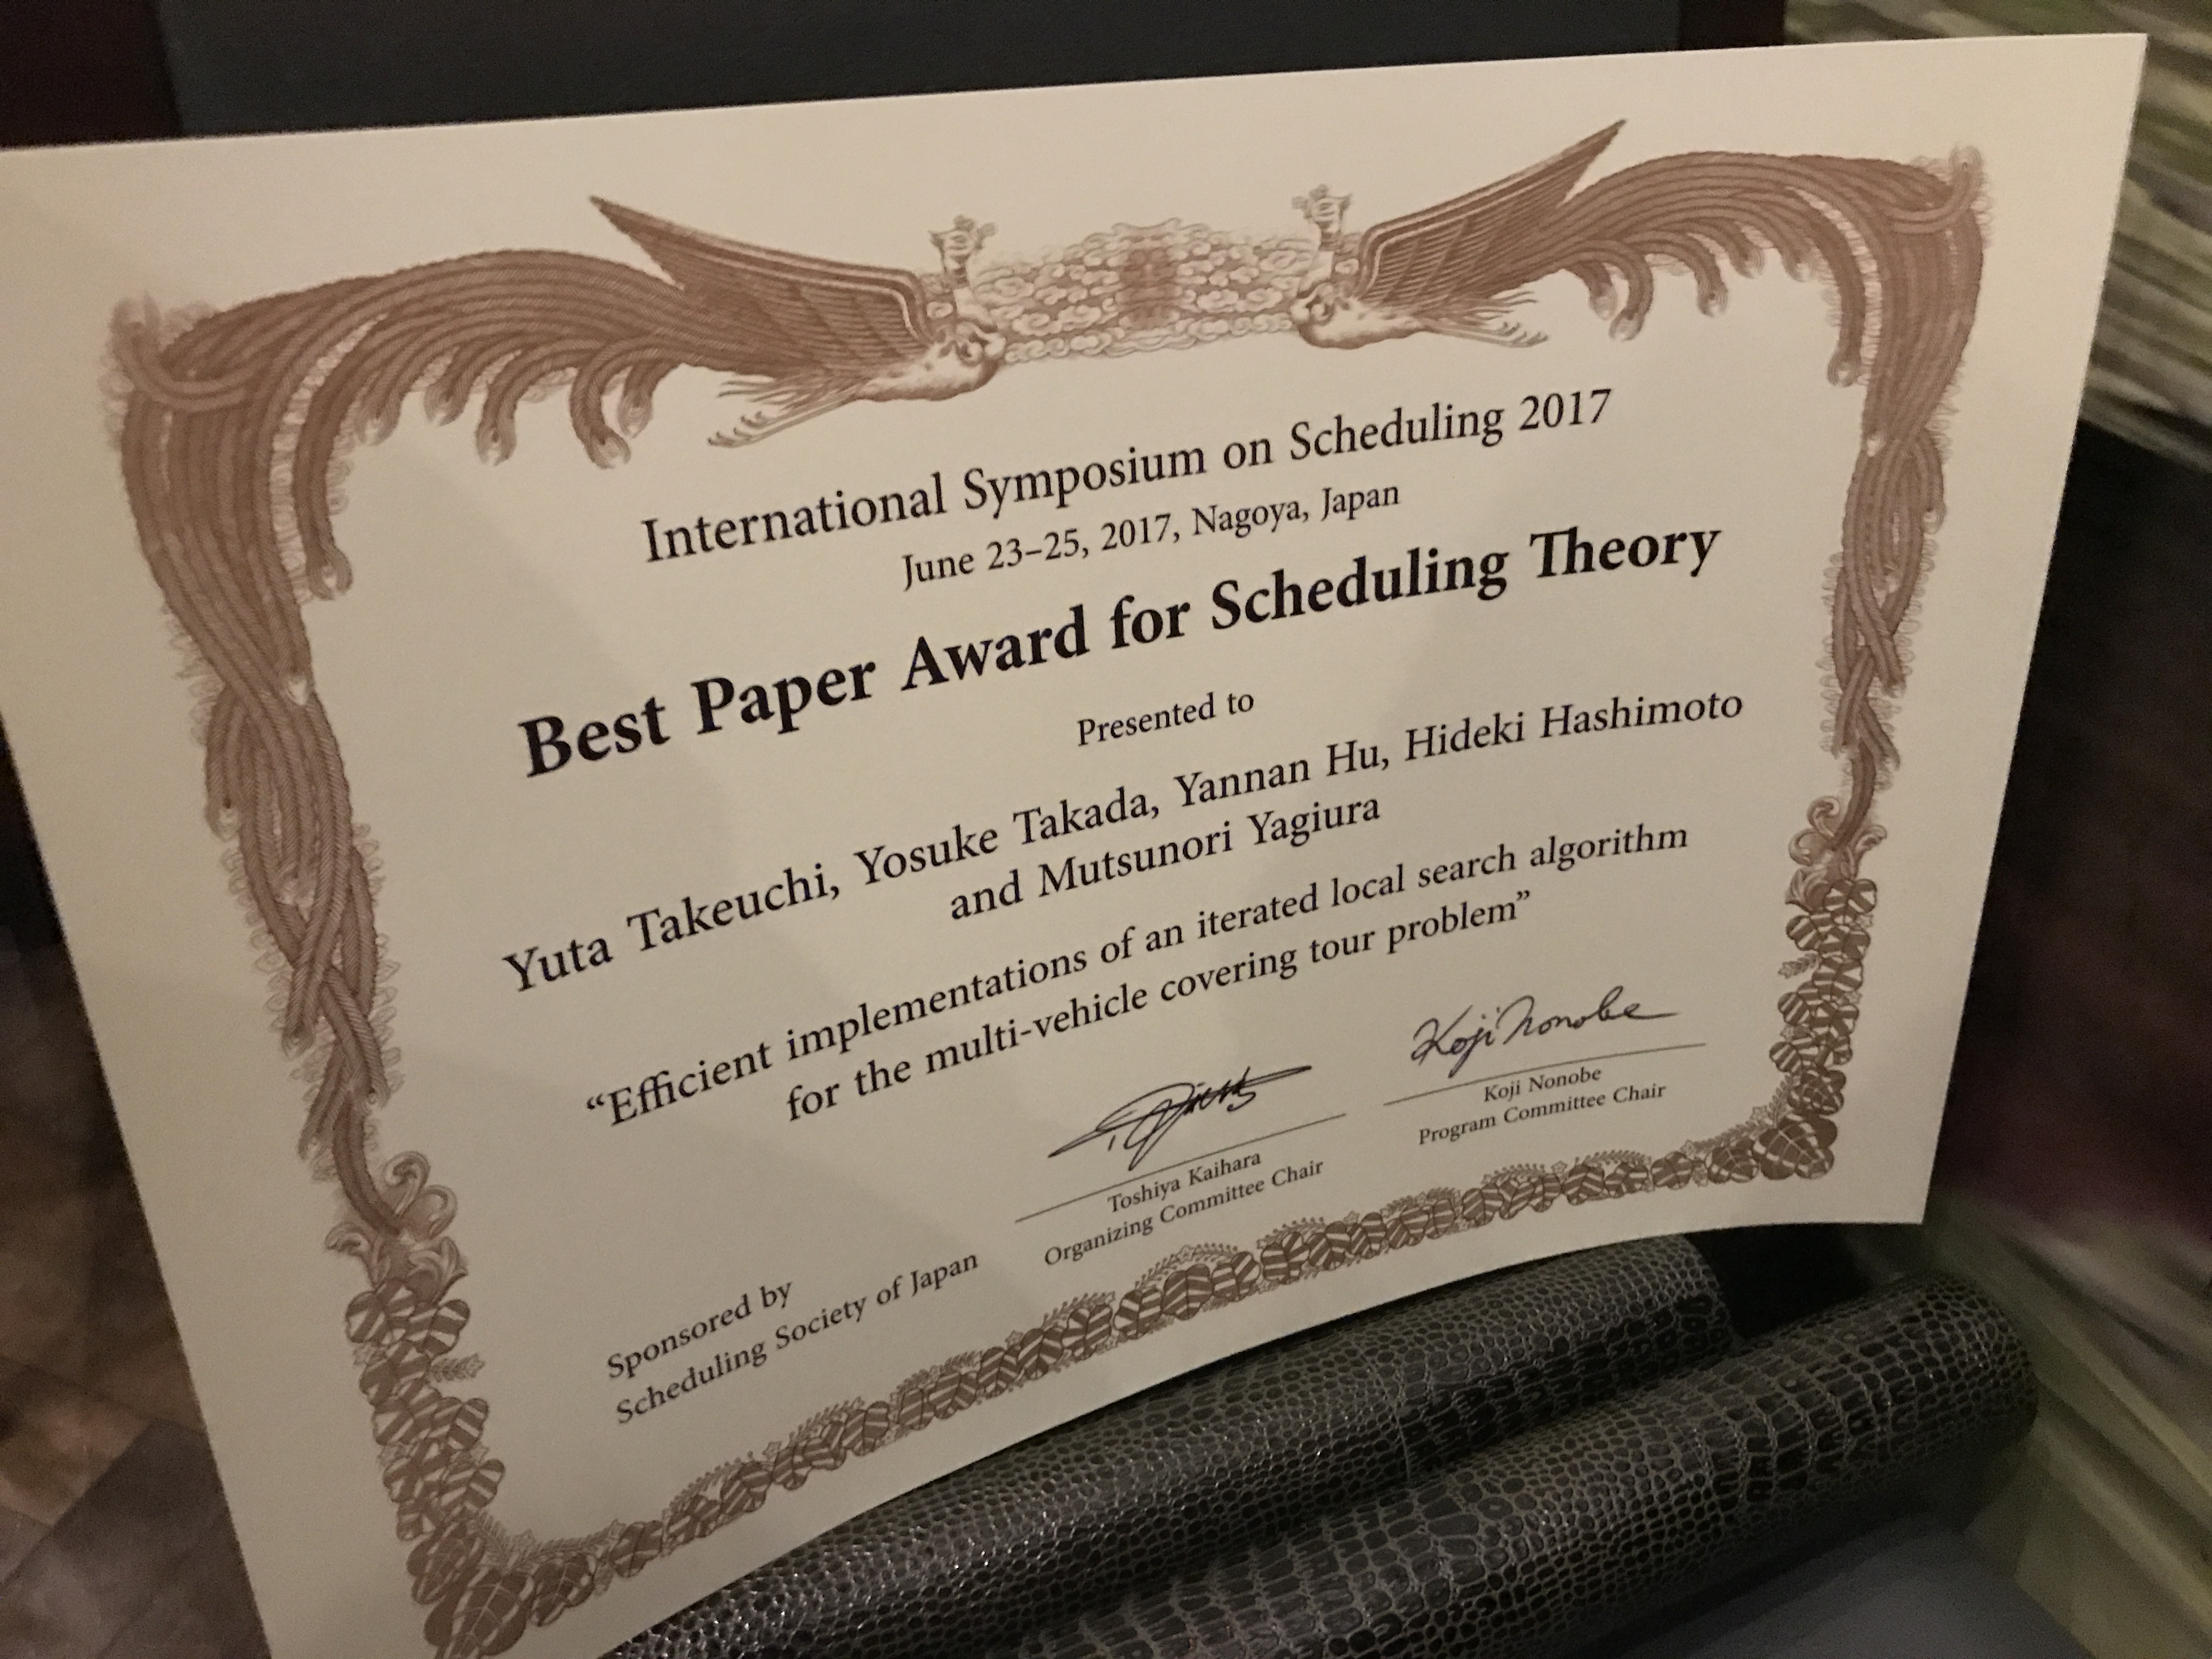 International Symposium on Scheduling 2017
June 23–25, 2017, Nagoya, Japan
Best Paper Award for Scheduling Theory
Presented to
Yuta Takeuchi, Yosuke Takada, Yannan Hu, Hideki Hashimoto
and Mutsunori Yagiura
“Efficient implementations of an iterated local search algorithm
for the multi-vehicle covering tour problem”
Koji Nonobe
Koji Nonobe
Program Committee Chair
Toshiya Kaihara
Organizing Committee Chair
Sponsored by
Scheduling Society of Japan